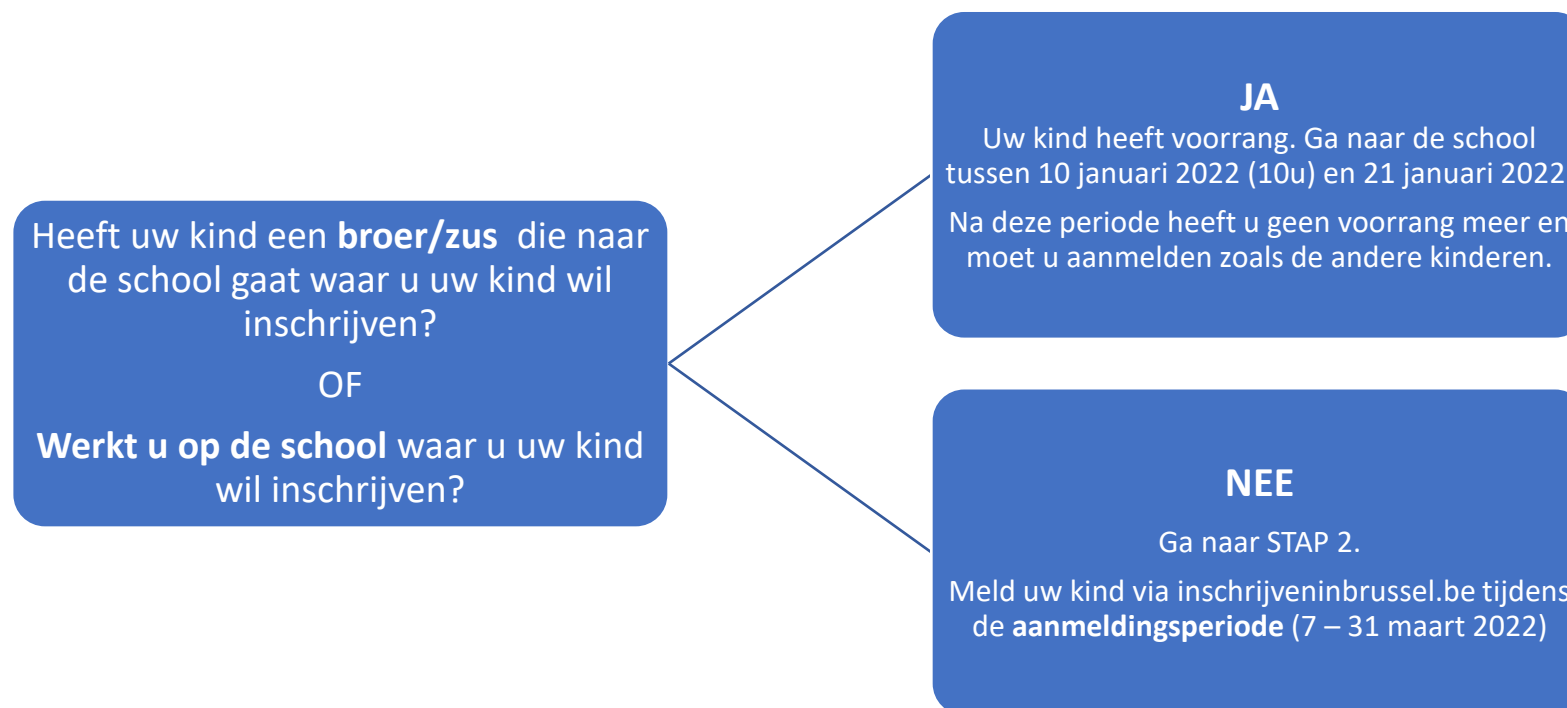 Heeft uw kind een broer/zus die naar
de school gaat waar u uw kind wil
inschrijven?
OF
Werkt u op de school waar u uw kind
wil inschrijven?
JA
Uw kind heeft voorrang. Ga naar de school
tussen 10 januari 2022 (10u) en 21 januari 2022
Na deze periode heeft u geen voorrang meer en
moet u aanmelden zoals de andere kinderen.
NEE
Ga naar STAP 2.
Meld uw kind via inschrijveninbrussel.be tijdens
de aanmeldingsperiode (7 – 31 maart 2022)